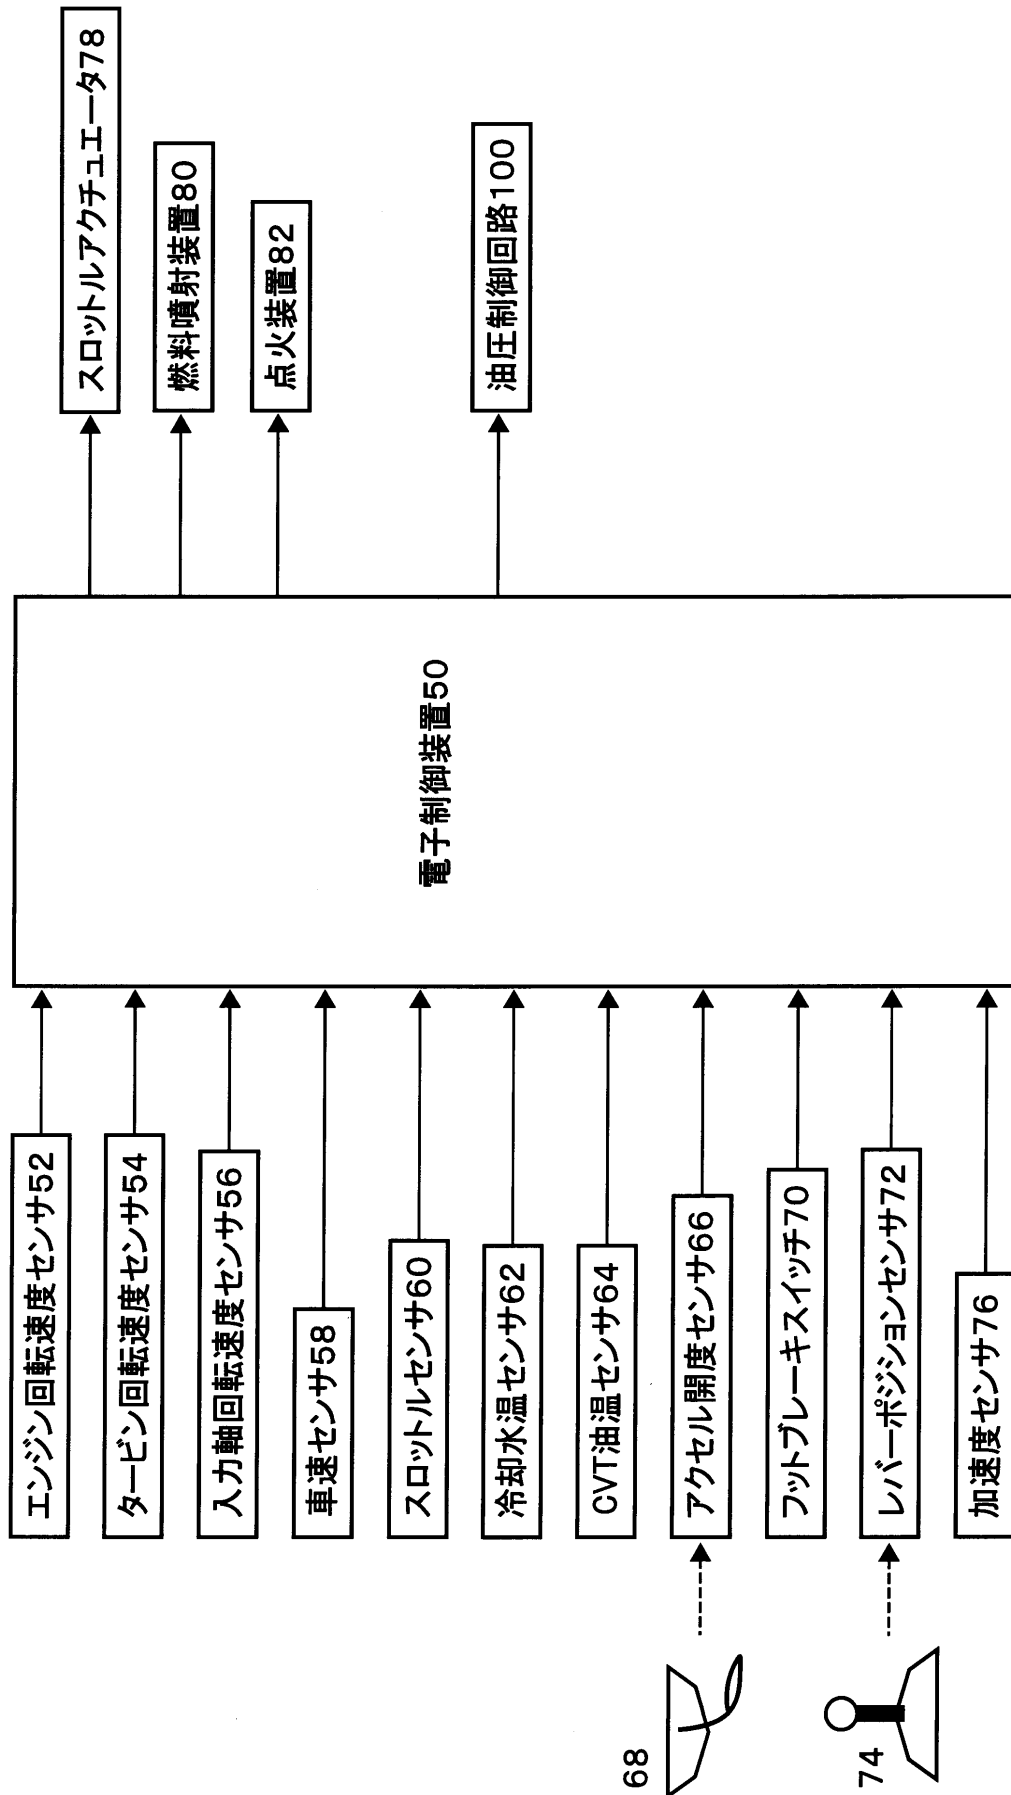 エンジン回転速度センサ52
タービン回転速度センサ54
入力軸回転速度センサ56
車速センサ58
スロットルセンサ60
冷却水温センサ62
CVT油温センサ64
アクセル開度センサ66
フットブレーキスイッチ70
レバーポジションセンサ72
加速度センサ76
68
74
電子制御装置50
スロットルアクチュエータ78
燃料噴射装置80
点火装置82
油圧制御回路100